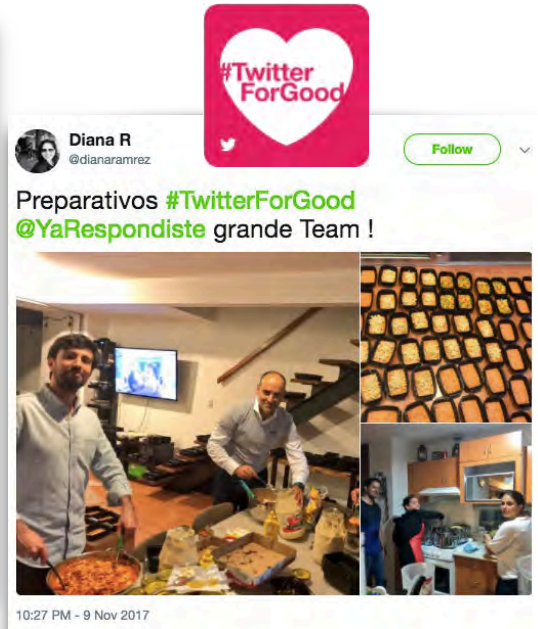 #Twitter
ForGood
Diana R
@dianaramrez
Follow
Preparativos #TwitterForGood
@YaRespondiste grande Team !
10:27 PM - 9 Nov 2017